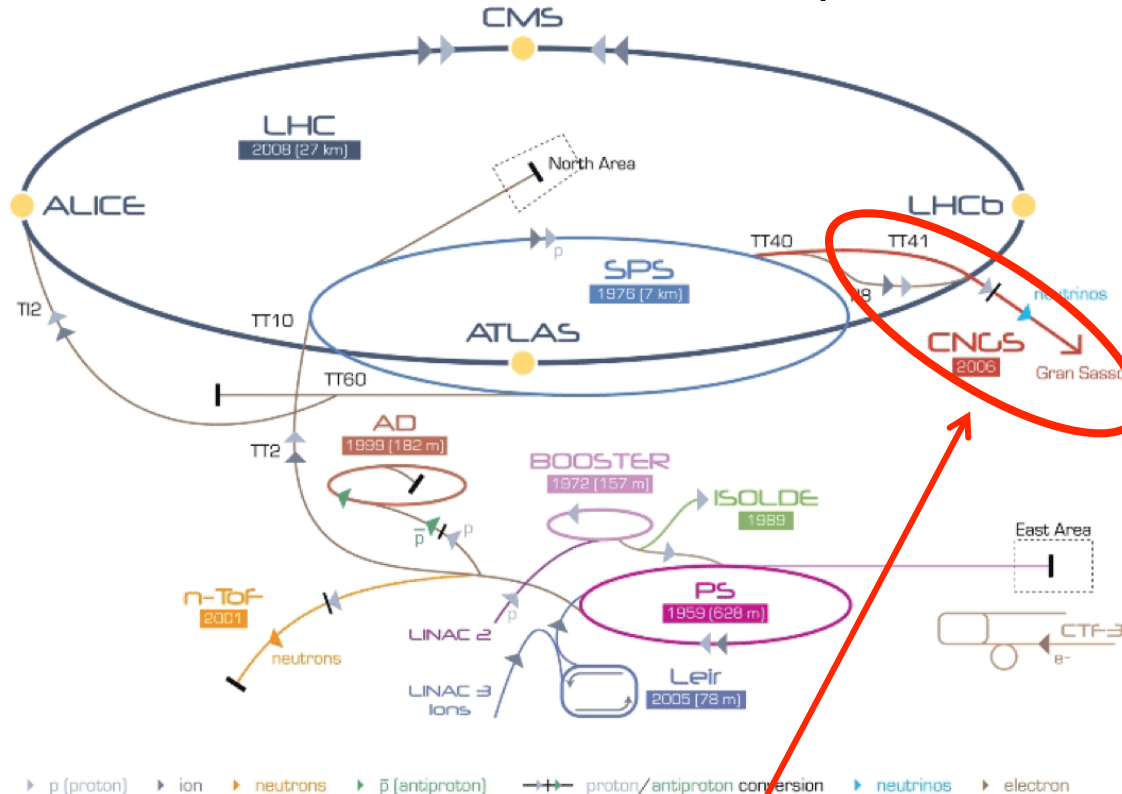 CMS
LHC
2008 (27 km)
North Area
ALICE
LHCb
TT40
TT41
SPS
1976 (7 km)
neutrinos
TI2
TT10
ATLAS
CNGS
2006
Gran Sasso
TT60
AD
1999 (182 m)
TT2
BOOSTER
1972 (157 m)
ISOLDE
1989
p
p̅
p
East Area
n-ToF
2001
PS
1959 (628 m)
LINAC 2
p
neutrons
CTF-3
e-
LINAC 3
Ions
Leir
2005 (78 m)
p (proton)
ion
neutrons
p̅ (antiproton)
proton/antiproton conversion
neutrinos
electron